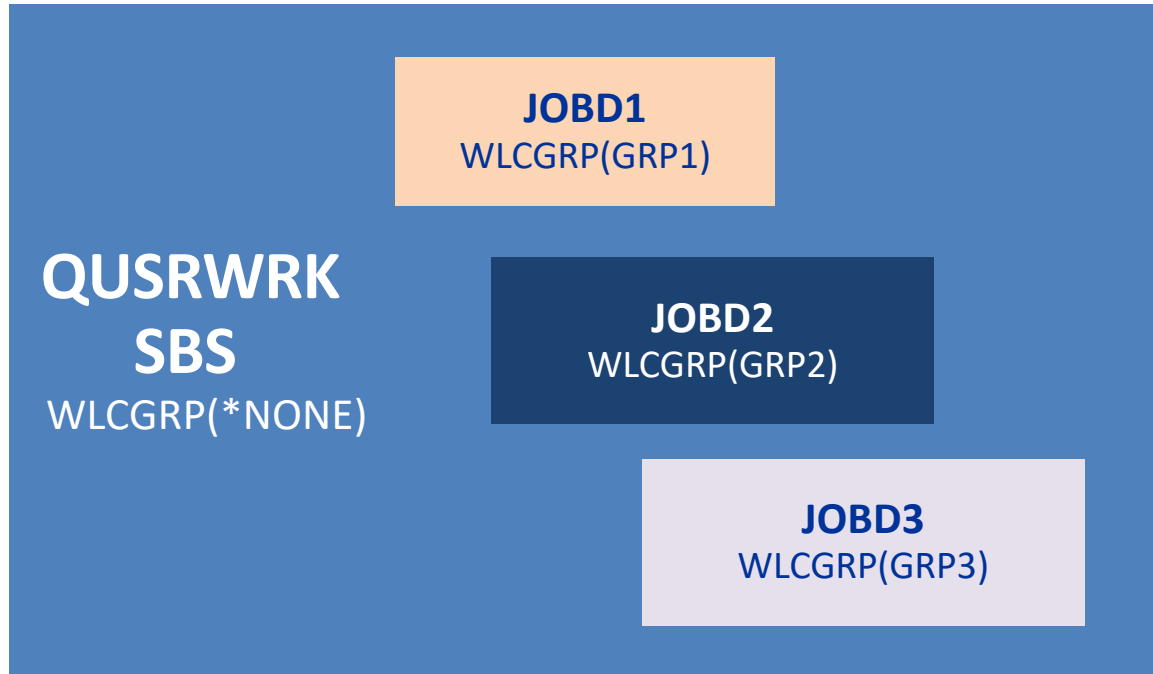 JOBD1
WLCGRP(GRP1)
QUSRWRK
SBS
WLCGRP(*NONE)
JOBD2
WLCGRP(GRP2)
JOBD3
WLCGRP(GRP3)